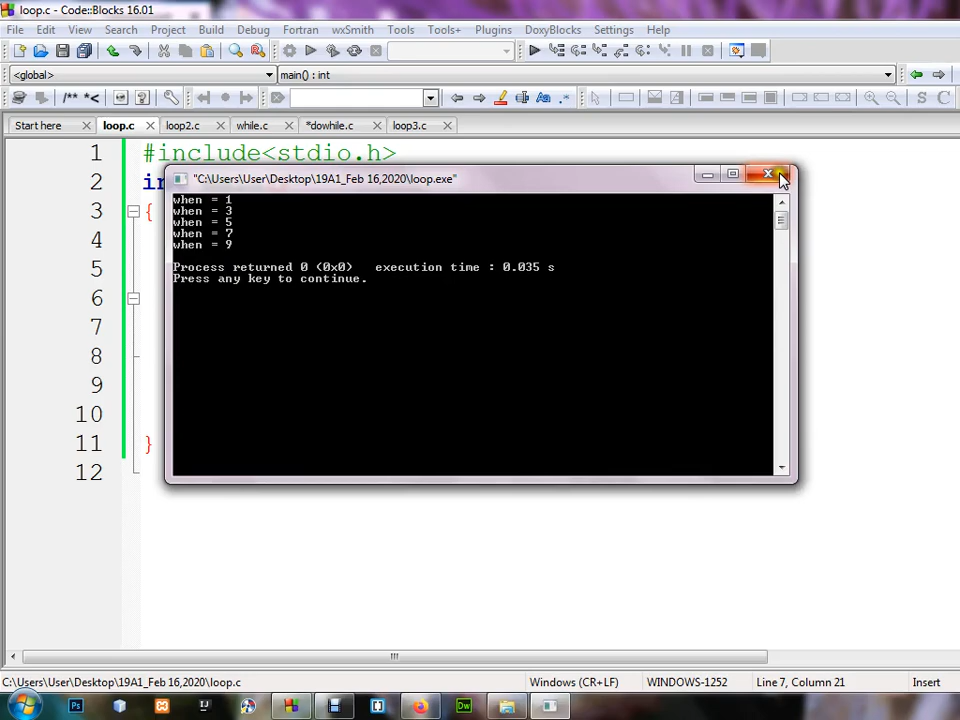 loop.c - Code::Blocks 16.01
File Edit View Search Project Build Debug Fortran wxSmith Tools Tools+ Plugins DoxyBlocks Settings Help
<global> main() : int
/** *<
Start here loop.c loop2.c while.c *dowhile.c loop3.c
1 #include<stdio.h>
2
"C:\Users\User\Desktop\19A1_Feb 16,2020\loop.exe"
3 {
when = 1
when = 3
when = 5
when = 7
when = 9
Process returned 0 (0x0) execution time : 0.035 s
Press any key to continue.
4
5
6
7
8
9
10
11 }
12
C:\Users\User\Desktop\19A1_Feb 16,2020\loop.c Windows (CR+LF) WINDOWS-1252 Line 7, Column 21 Insert
Ps IJ Dw